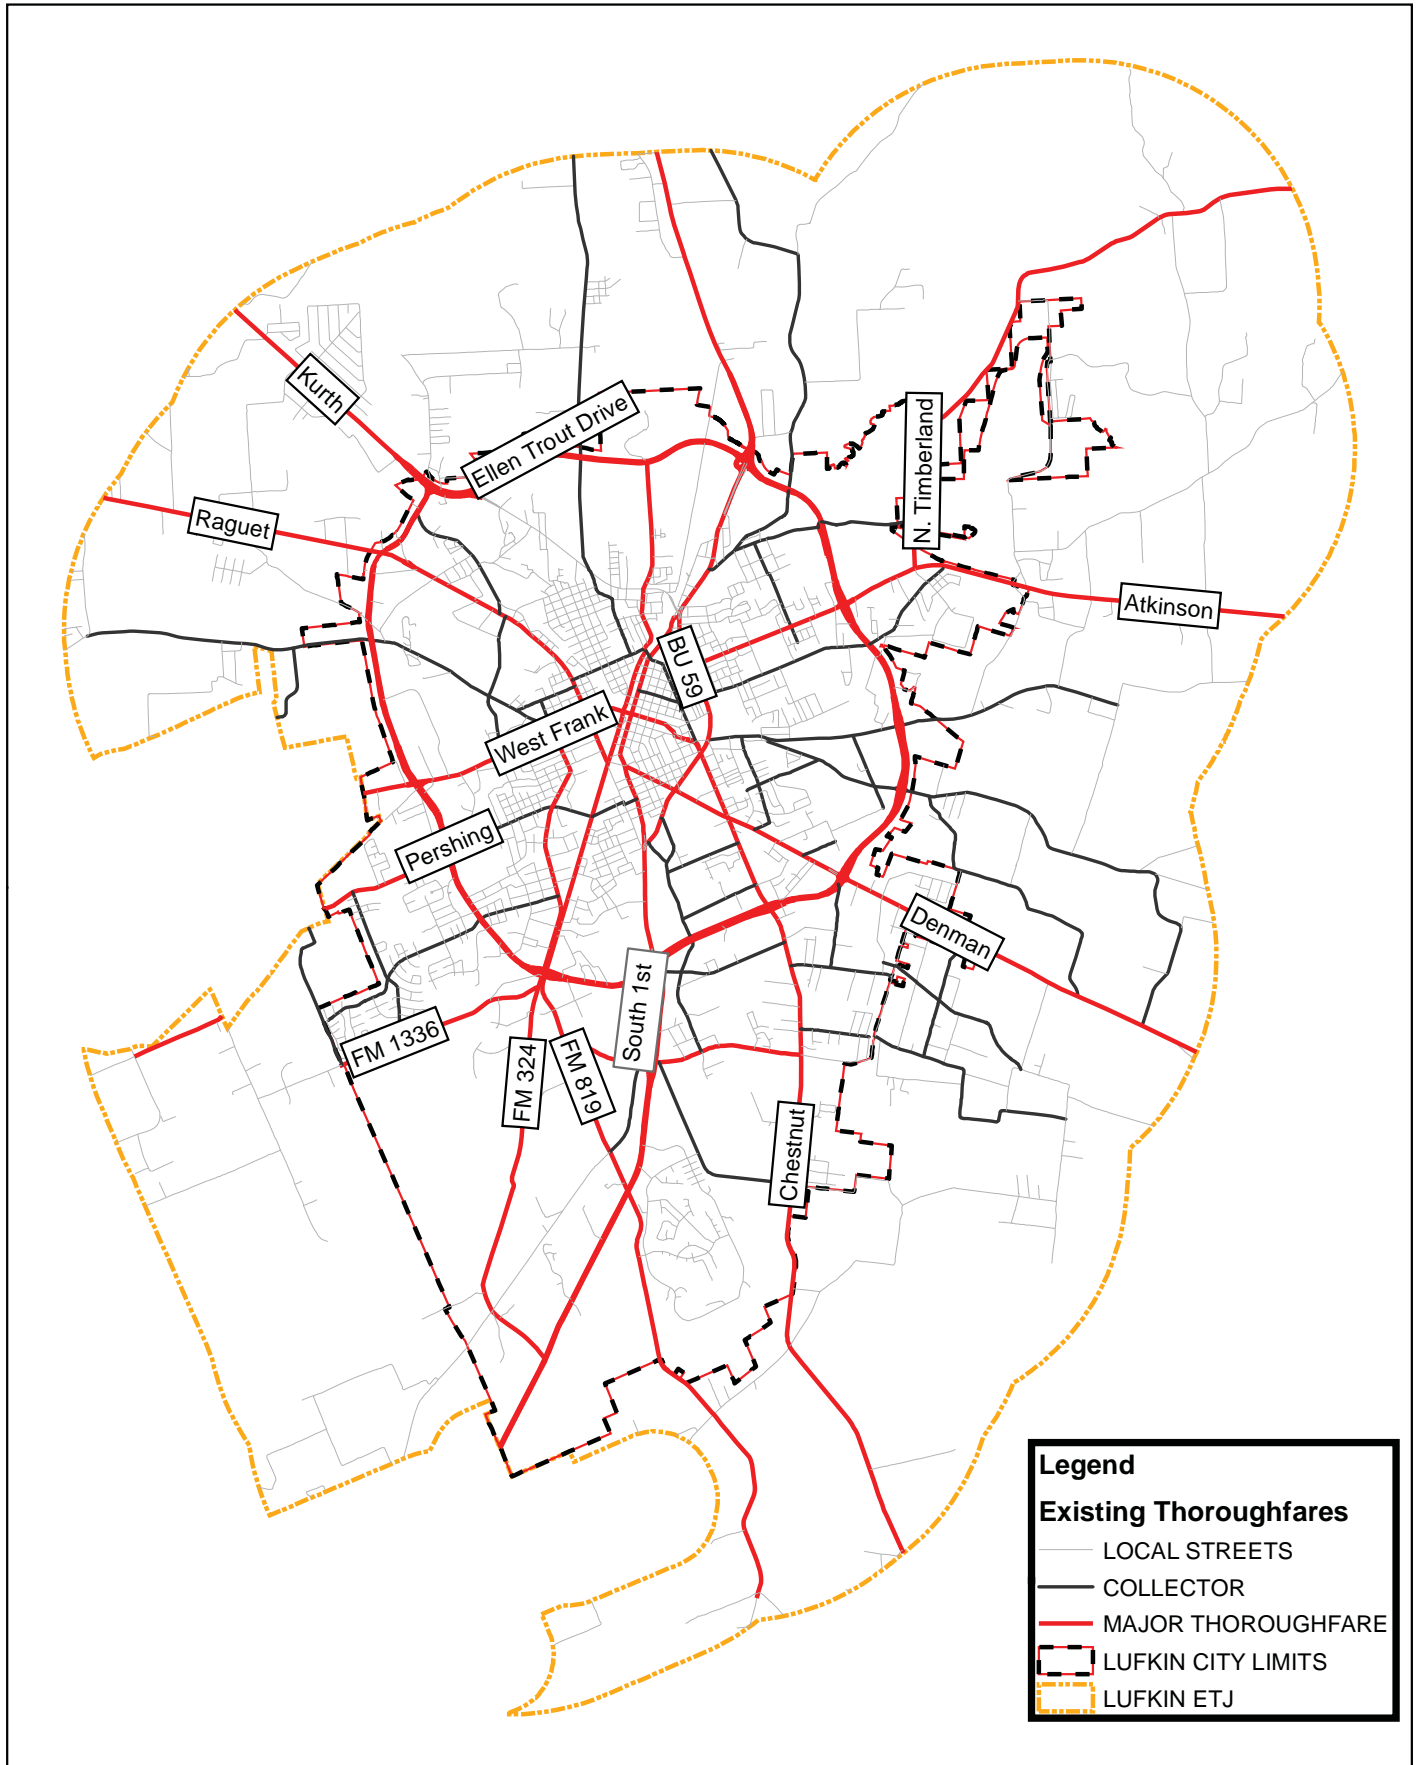 Kurth
Ellen Trout Drive
N. Timberland
Raguet
Atkinson
BU 59
West Frank
Pershing
Denman
South 1st
FM 1336
FM 324
FM 819
Chestnut
Legend
Existing Thoroughfares
LOCAL STREETS
COLLECTOR
MAJOR THOROUGHFARE
LUFKIN CITY LIMITS
LUFKIN ETJ